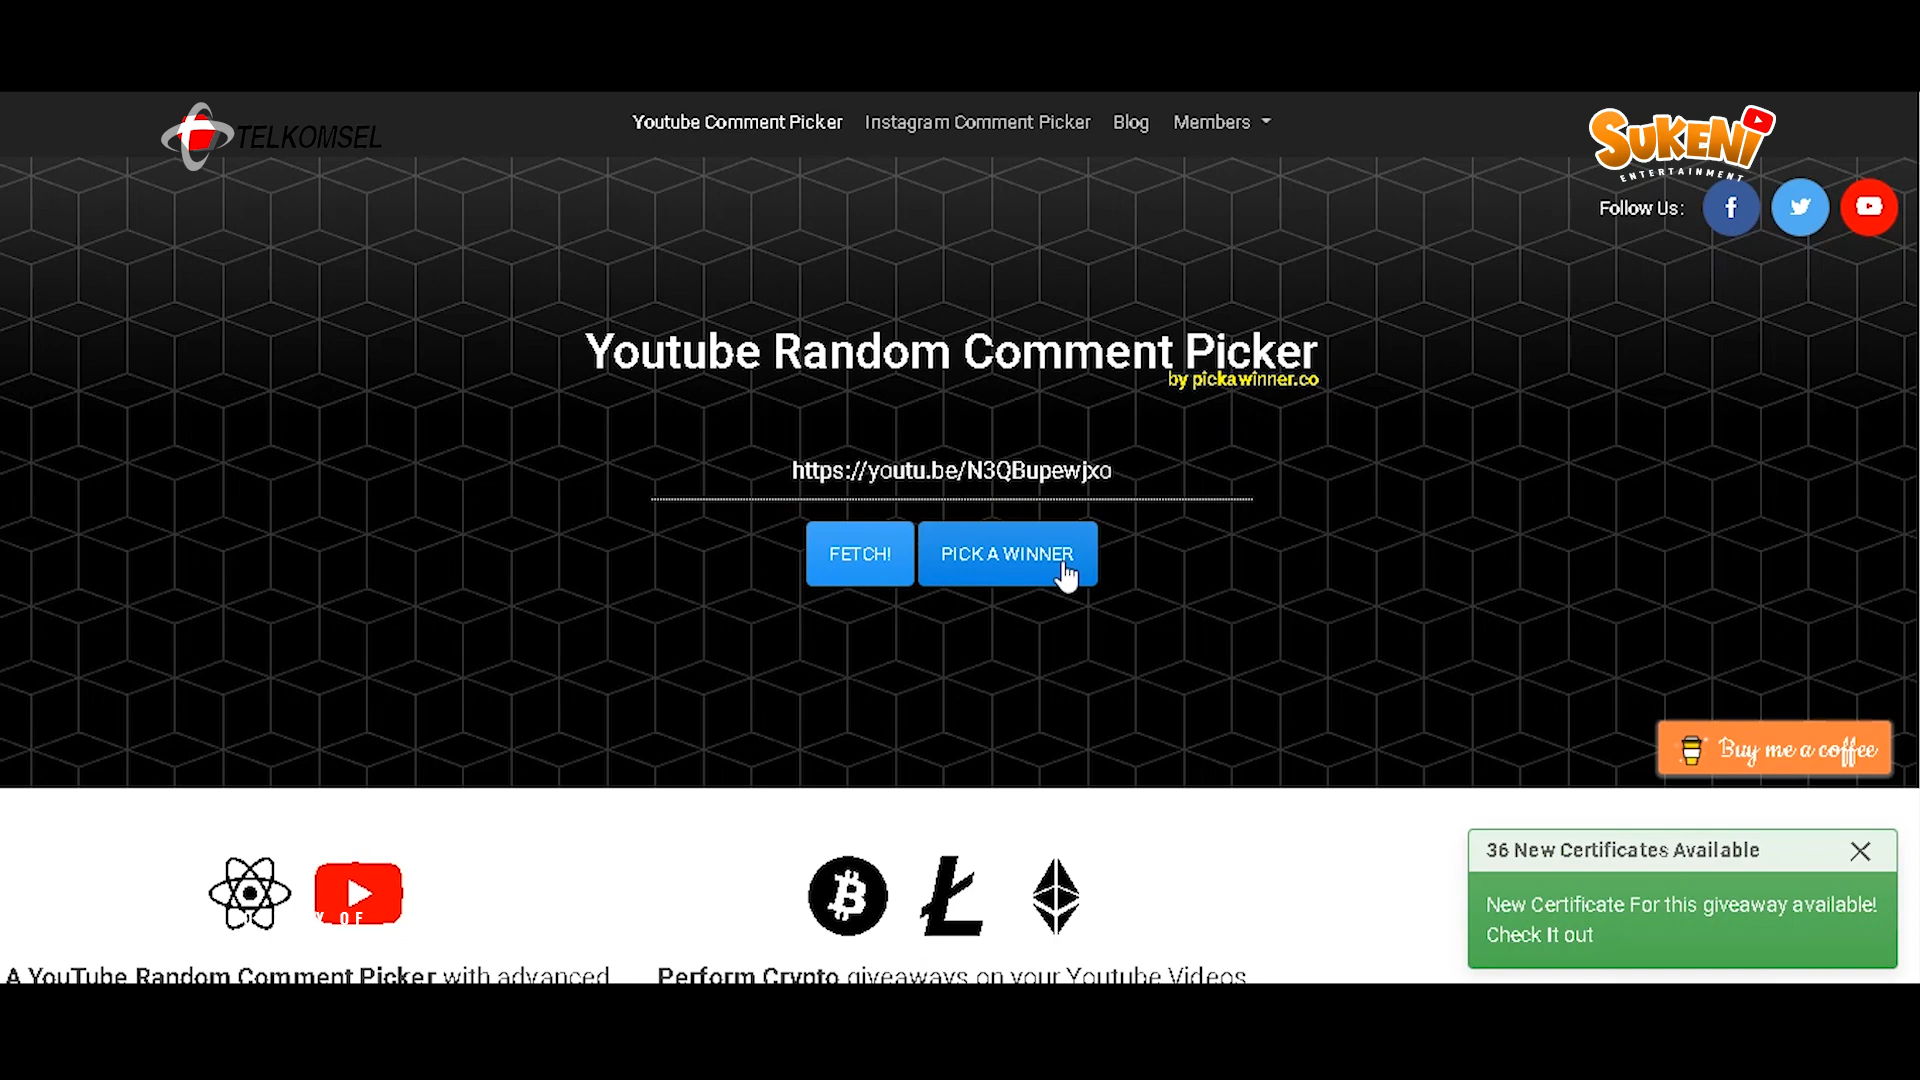 TELKOMSEL
Youtube Comment Picker
Instagram Comment Picker
Blog
Members
SUKENI
ENTERTAINMENT
Follow Us:
Youtube Random Comment Picker
by pickawinner.co
https://youtu.be/N3QBupewjxo
FETCH!
PICK A WINNER
Buy me a coffee
36 New Certificates Available
New Certificate For this giveaway available!
Check It out
Y OF
A YouTube Random Comment Picker with advanced
Perform Crypto giveaways on your Youtube Videos